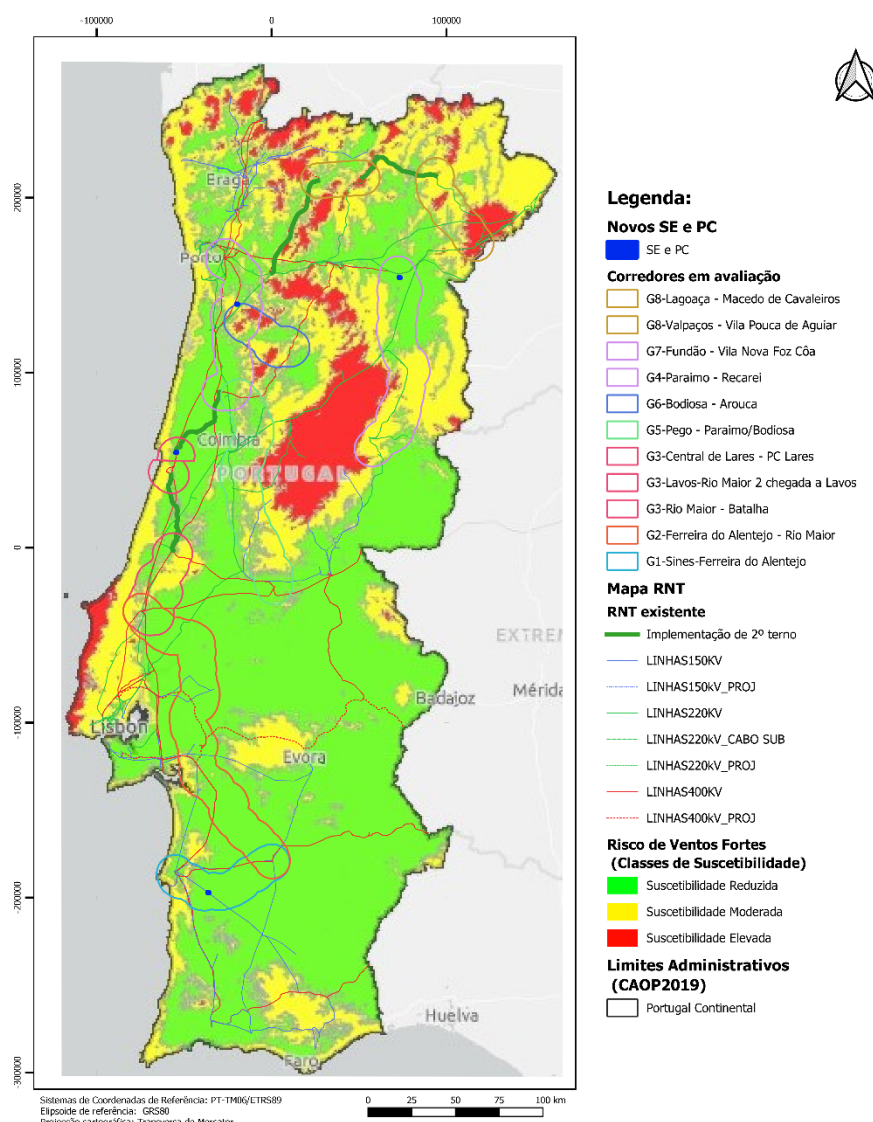 -100000
0
100000
200000
100000
0
-100000
-200000
-300000
Braga
Porto
Coimbra
PORTUGAL
EXTREM
Badajoz
Mérida
Lisbon
Evora
Huelva
Faro
Legenda:
Novos SE e PC
SE e PC
Corredores em avaliação
G8-Lagoaça - Macedo de Cavaleiros
G8-Valpaços - Vila Pouca de Aguiar
G7-Fundão - Vila Nova Foz Côa
G4-Paraimo - Recarei
G6-Bodiosa - Arouca
G5-Pego - Paraimo/Bodiosa
G3-Central de Lares - PC Lares
G3-Lavos-Rio Maior 2 chegada a Lavos
G3-Rio Maior - Batalha
G2-Ferreira do Alentejo - Rio Maior
G1-Sines-Ferreira do Alentejo
Mapa RNT
RNT existente
Implementação de 2º terno
LINHAS150KV
LINHAS150kV_PROJ
LINHAS220KV
LINHAS220kV_CABO SUB
LINHAS220kV_PROJ
LINHAS400KV
LINHAS400kV_PROJ
Risco de Ventos Fortes
(Classes de Suscetibilidade)
Suscetibilidade Reduzida
Suscetibilidade Moderada
Suscetibilidade Elevada
Limites Administrativos
(CAOP2019)
Portugal Continental
Sistemas de Coordenadas de Referência: PT-TM06/ETRS89
Elipsoide de referência: GRS80
Projecção cartográfica: Transversa de Mercator
0 25 50 75 100 km